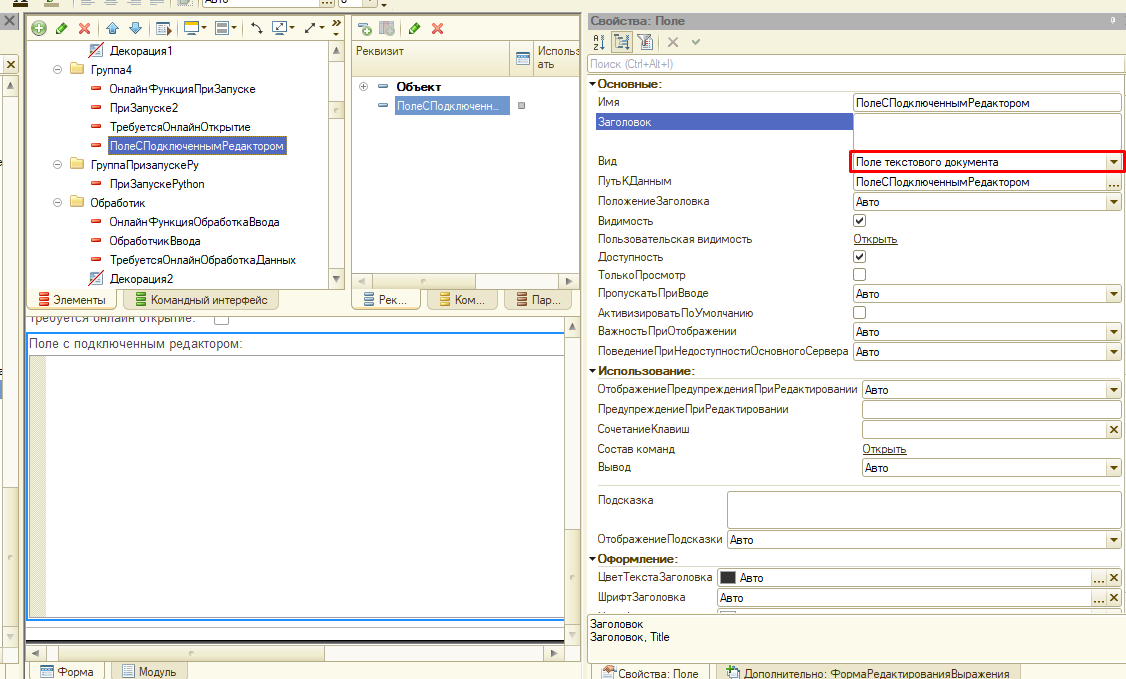 Авто
Декорация1
Группа4
ОнлайнФункцияПриЗапуске
ПриЗапуске2
ТребуетсяОнлайнОткрытие
ПолеСПодключеннымРедактором
ГруппаПризапускеРу
ПриЗапускеPython
Обработик
ОнлайнФункцияОбработкаВвода
ОбработчикВвода
ТребуетсяОнлайнОбработкаДанных
Декорация2
Элементы
Командный интерфейс
Реквизит
Использ
ать
Объект
ПолеСПодключенн...
Рек...
Ком...
Пар...
Требуется онлайн открытие:
Поле с подключенным редактором:
Форма
Модуль
Свойства: Поле
Поиск (Ctrl+Alt+I)
Основные:
Имя
ПолеСПодключеннымРедактором
Заголовок
Вид
Поле текстового документа
ПутьКДанным
ПолеСПодключеннымРедактором
ПоложениеЗаголовка
Авто
Видимость
Пользовательская видимость
Открыть
Доступность
ТолькоПросмотр
ПропускатьПриВводе
Авто
АктивизироватьПоУмолчанию
ВажностьПриОтображении
Авто
ПоведениеПриНедоступностиОсновногоСервера
Авто
Использование:
ОтображениеПредупрежденияПриРедактировании
Авто
ПредупреждениеПриРедактировании
СочетаниеКлавиш
Состав команд
Открыть
Вывод
Авто
Подсказка
ОтображениеПодсказки
Авто
Оформление:
ЦветТекстаЗаголовка
Авто
ШрифтЗаголовка
Авто
Заголовок
Заголовок, Title
Свойства: Поле
Дополнительно: ФормаРедактированияВыражения